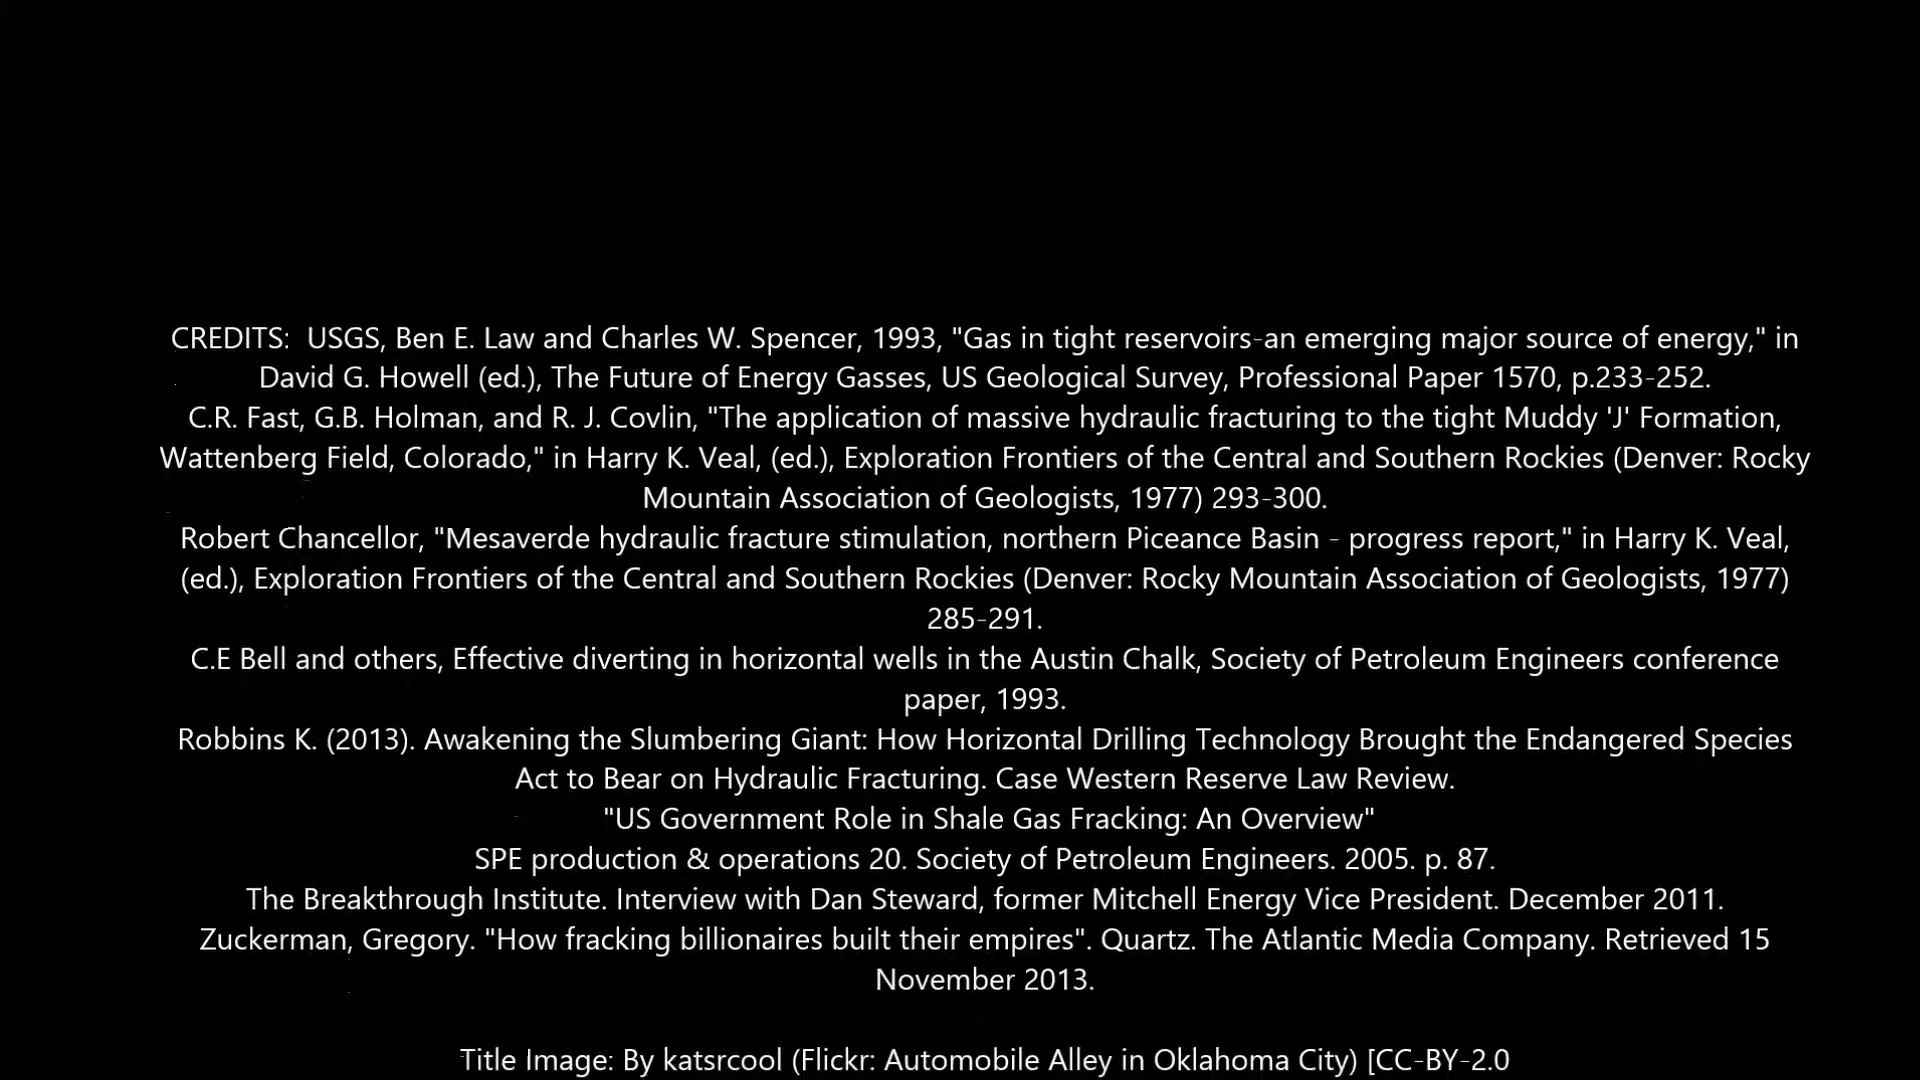 CREDITS:  USGS, Ben E. Law and Charles W. Spencer, 1993, "Gas in tight reservoirs-an emerging major source of energy," in
David G. Howell (ed.), The Future of Energy Gasses, US Geological Survey, Professional Paper 1570, p.233-252.
C.R. Fast, G.B. Holman, and R. J. Covlin, "The application of massive hydraulic fracturing to the tight Muddy 'J' Formation,
Wattenberg Field, Colorado," in Harry K. Veal, (ed.), Exploration Frontiers of the Central and Southern Rockies (Denver: Rocky
Mountain Association of Geologists, 1977) 293-300.
Robert Chancellor, "Mesaverde hydraulic fracture stimulation, northern Piceance Basin - progress report," in Harry K. Veal,
(ed.), Exploration Frontiers of the Central and Southern Rockies (Denver: Rocky Mountain Association of Geologists, 1977)
285-291.
C.E Bell and others, Effective diverting in horizontal wells in the Austin Chalk, Society of Petroleum Engineers conference
paper, 1993.
Robbins K. (2013). Awakening the Slumbering Giant: How Horizontal Drilling Technology Brought the Endangered Species
Act to Bear on Hydraulic Fracturing. Case Western Reserve Law Review.
"US Government Role in Shale Gas Fracking: An Overview"
SPE production & operations 20. Society of Petroleum Engineers. 2005. p. 87.
The Breakthrough Institute. Interview with Dan Steward, former Mitchell Energy Vice President. December 2011.
Zuckerman, Gregory. "How fracking billionaires built their empires". Quartz. The Atlantic Media Company. Retrieved 15
November 2013.
Title Image: By katsrcool (Flickr: Automobile Alley in Oklahoma City) [CC-BY-2.0